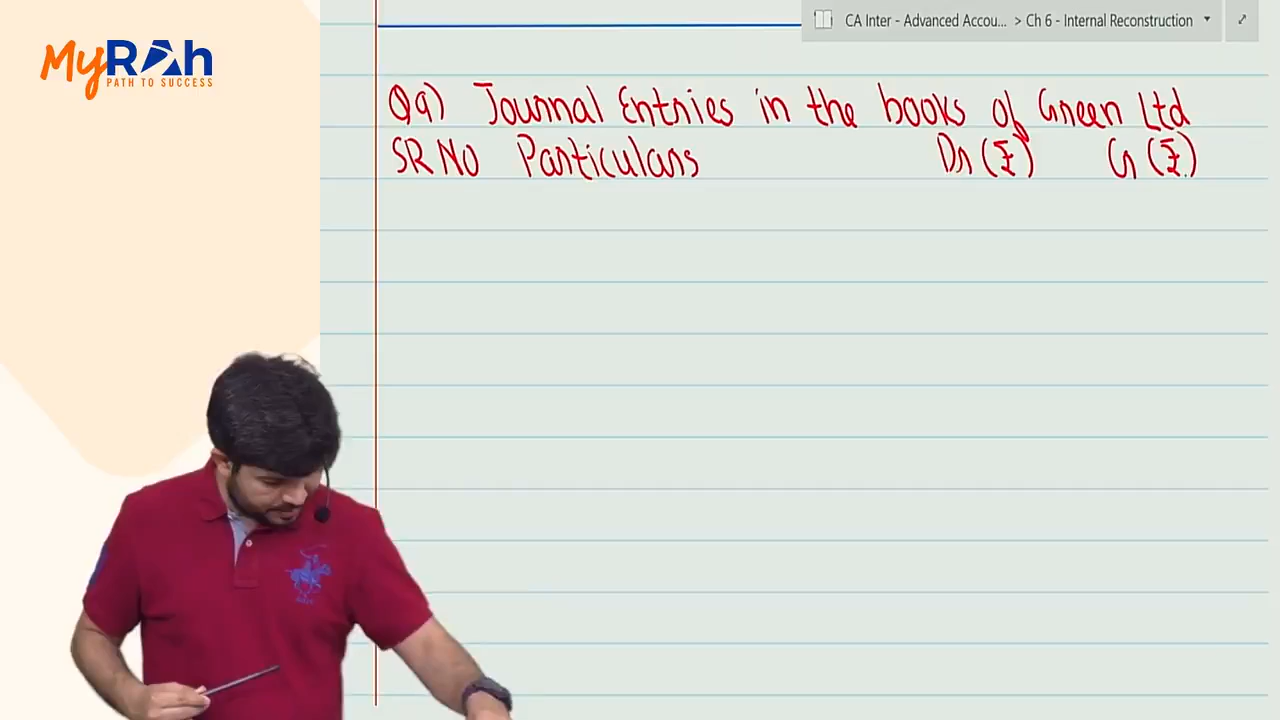 MyRAh
PATH TO SUCCESS
CA Inter - Advanced Accou... > Ch 6 - Internal Reconstruction
Q9) Journal Entries in the books of Green Ltd
SR NO Particulars Dr (₹) Cr (₹)